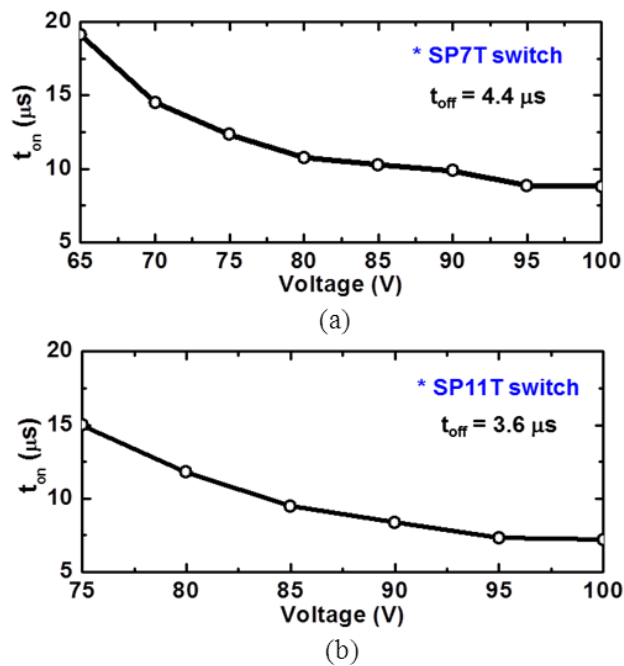 20
15
10
5
t_on (μs)
* SP7T switch
t_off = 4.4 μs
65 70 75 80 85 90 95 100
Voltage (V)
(a)
20
15
10
5
t_on (μs)
* SP11T switch
t_off = 3.6 μs
75 80 85 90 95 100
Voltage (V)
(b)